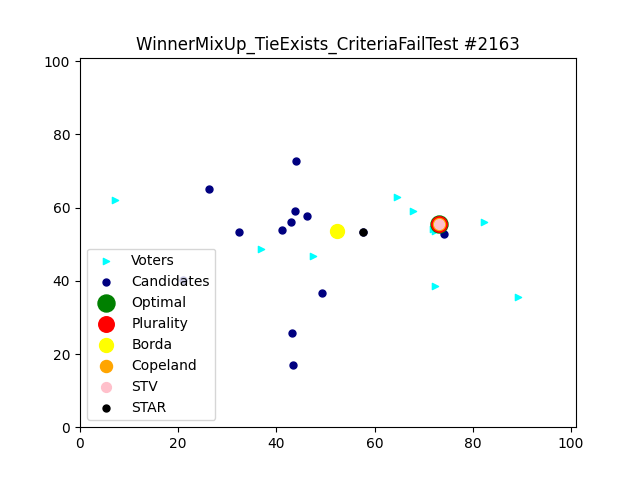 WinnerMixUp_TieExists_CriteriaFailTest #2163
100
80
60
40
20
0
Voters
Candidates
Optimal
Plurality
Borda
Copeland
STV
STAR
0 20 40 60 80 100